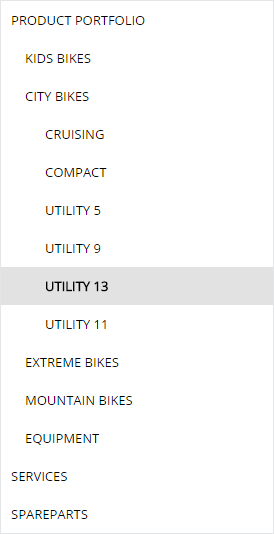 PRODUCT PORTFOLIO
KIDS BIKES
CITY BIKES
CRUISING
COMPACT
UTILITY 5
UTILITY 9
UTILITY 13
UTILITY 11
EXTREME BIKES
MOUNTAIN BIKES
EQUIPMENT
SERVICES
SPAREPARTS